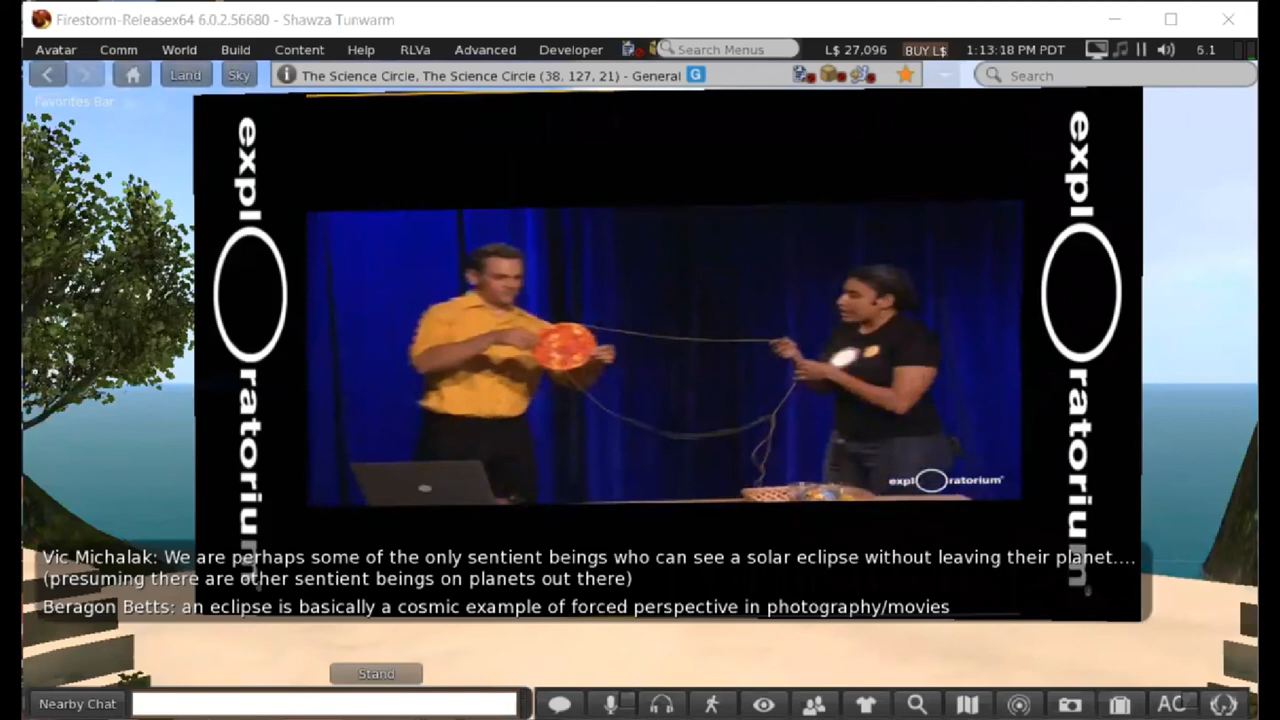 Firestorm-Releasex64 6.0.2.56680 - Shawza Tunwarm
Avatar Comm World Build Content Help RLVa Advanced Developer Search Menus L$ 27,096 BUY L$ 1:13:18 PM PDT 6.1
Land Sky The Science Circle, The Science Circle (38, 127, 21) - General G Search
Favorites Bar
explOratorium
explOratorium
explOratorium
Vic Michalak: We are perhaps some of the only sentient beings who can see a solar eclipse without leaving their planet....
(presuming there are other sentient beings on planets out there)
Beragon Betts: an eclipse is basically a cosmic example of forced perspective in photography/movies
Stand
Nearby Chat AC